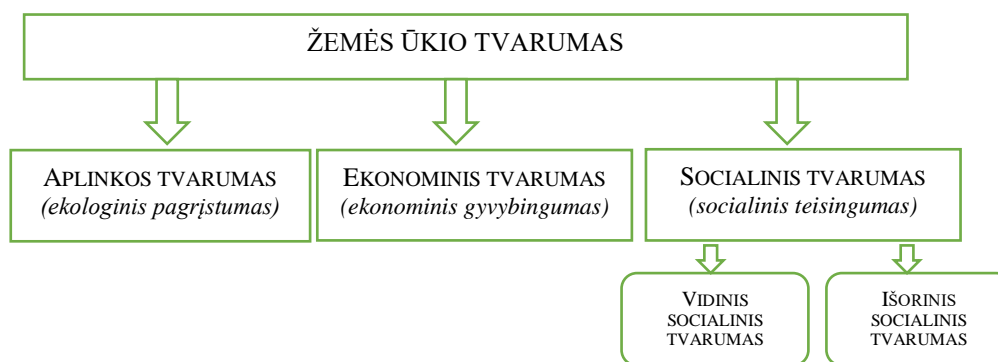 ŽEMĖS ŪKIO TVARUMAS
APLINKOS TVARUMAS
(ekologinis pagrįstumas)
EKONOMINIS TVARUMAS
(ekonominis gyvybingumas)
SOCIALINIS TVARUMAS
(socialinis teisingumas)
VIDINIS
SOCIALINIS
TVARUMAS
IŠORINIS
SOCIALINIS
TVARUMAS